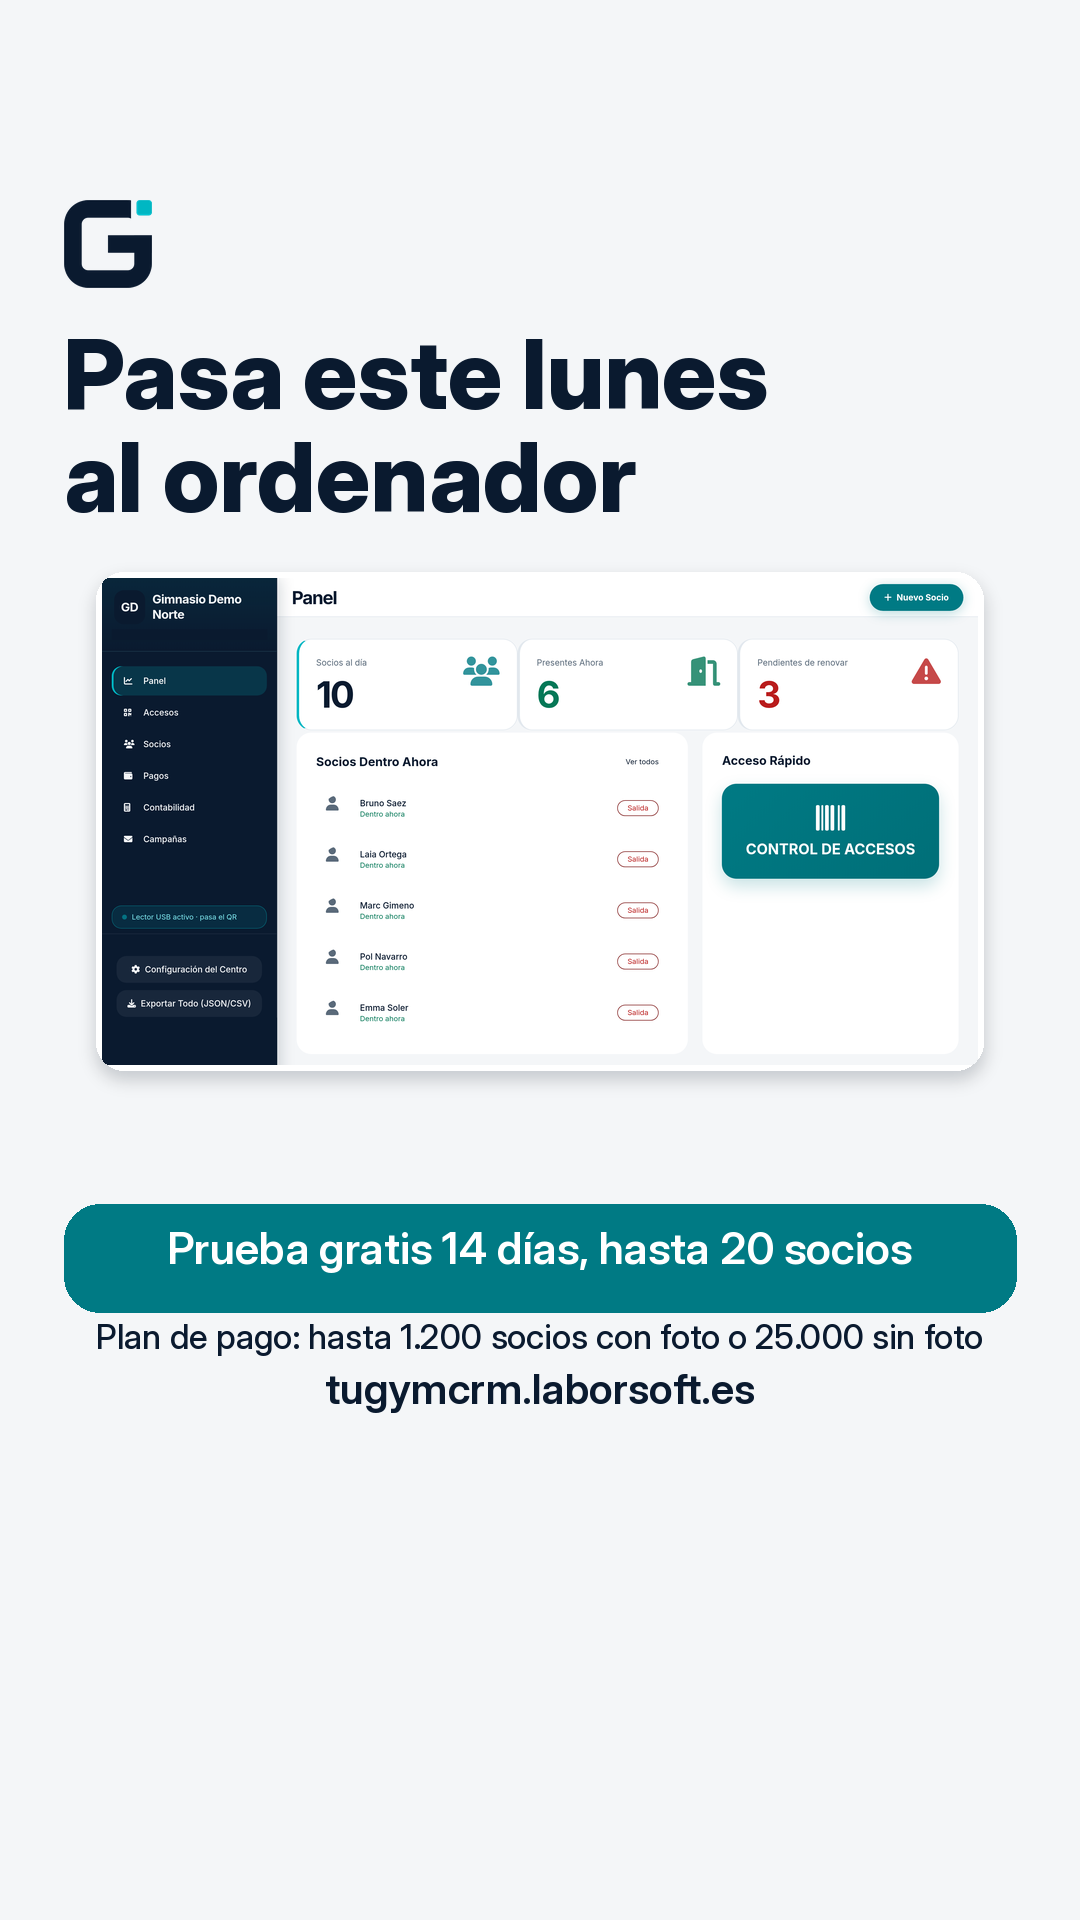 Pasa este lunes
al ordenador
GD
Gimnasio Demo
Norte
Panel
Accesos
Socios
Pagos
Contabilidad
Campañas
Lector USB activo · pasa el QR
Configuración del Centro
Exportar Todo (JSON/CSV)
Panel
+ Nuevo Socio
Socios al día
10
Presentes Ahora
6
Pendientes de renovar
3
Socios Dentro Ahora
Ver todos
Bruno Saez
Dentro ahora
Salida
Laia Ortega
Dentro ahora
Salida
Marc Gimeno
Dentro ahora
Salida
Pol Navarro
Dentro ahora
Salida
Emma Soler
Dentro ahora
Salida
Acceso Rápido
CONTROL DE ACCESOS
Prueba gratis 14 días, hasta 20 socios
Plan de pago: hasta 1.200 socios con foto o 25.000 sin foto
tugymcrm.laborsoft.es